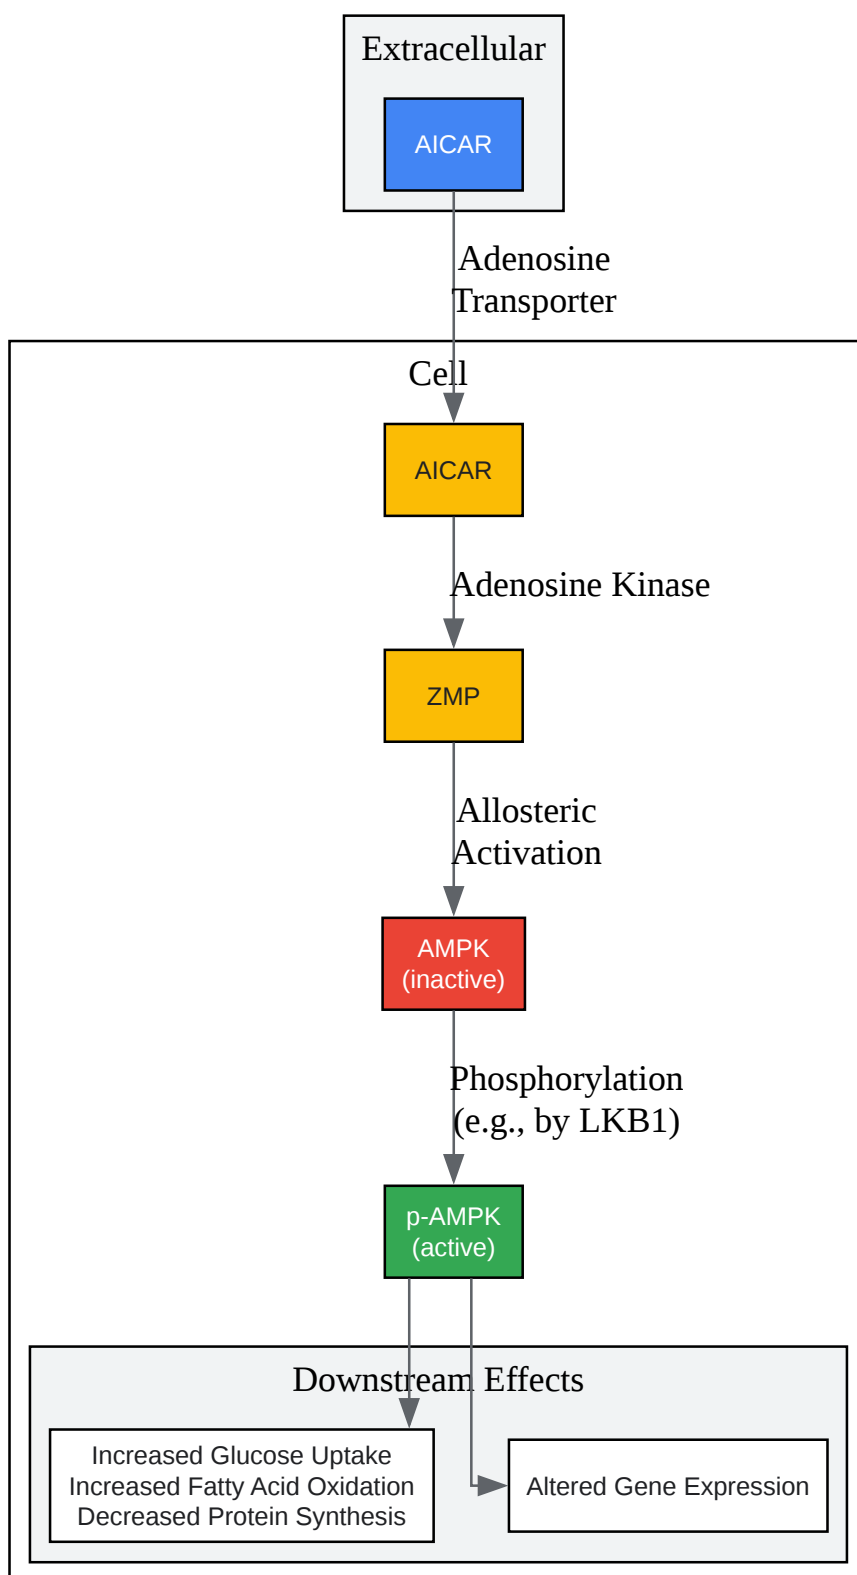 Extracellular
AICAR
Adenosine
Transporter
Cell
AICAR
Adenosine Kinase
ZMP
Allosteric
Activation
AMPK
(inactive)
Phosphorylation
(e.g., by LKB1)
p-AMPK
(active)
Downstream Effects
Increased Glucose Uptake
Increased Fatty Acid Oxidation
Decreased Protein Synthesis
Altered Gene Expression